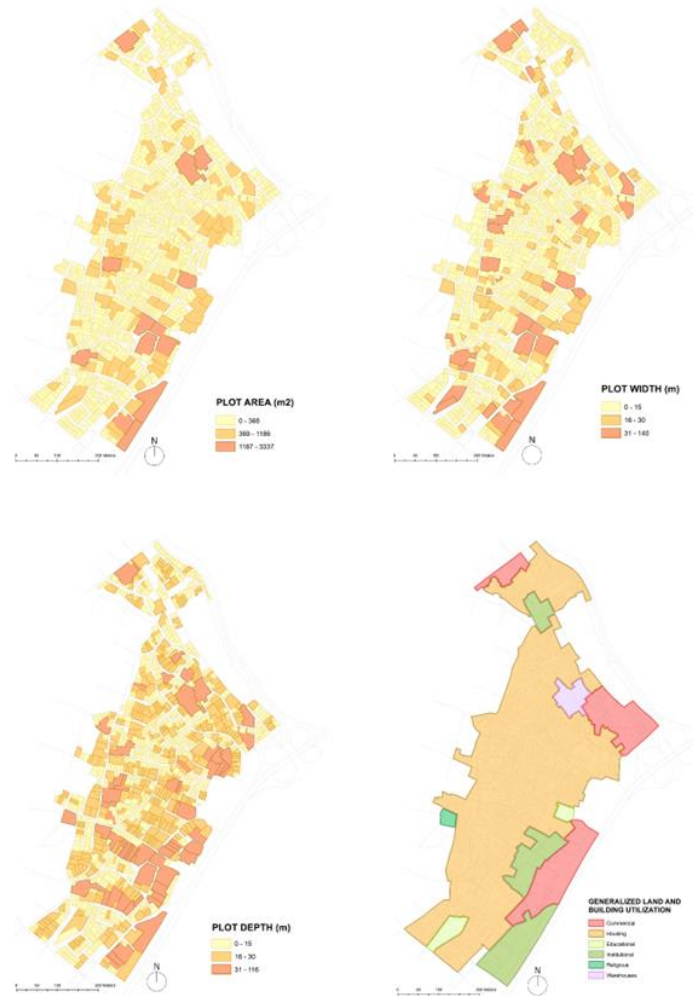 PLOT AREA (m2)
0 - 368
369 - 1186
1187 - 3337
N
PLOT WIDTH (m)
0 - 15
16 - 30
31 - 140
N
PLOT DEPTH (m)
0 - 15
16 - 30
31 - 116
N
GENERALIZED LAND AND
BUILDING UTILIZATION
Commercial
Housing
Educational
Institutional
Religious
Warehouses
N